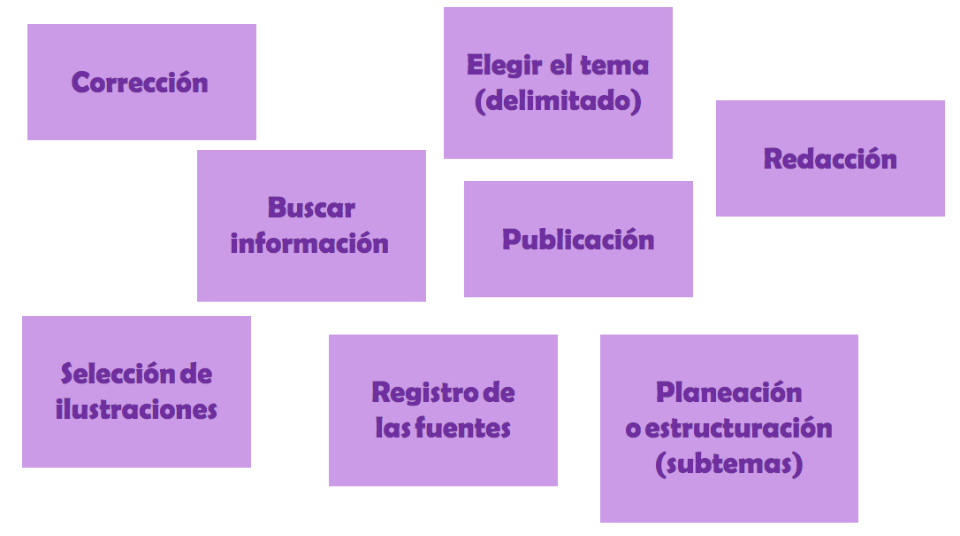 Corrección
Elegir el tema
(delimitado)
Redacción
Buscar
información
Publicación
Selección de
ilustraciones
Registro de
las fuentes
Planeación
o estructuración
(subtemas)